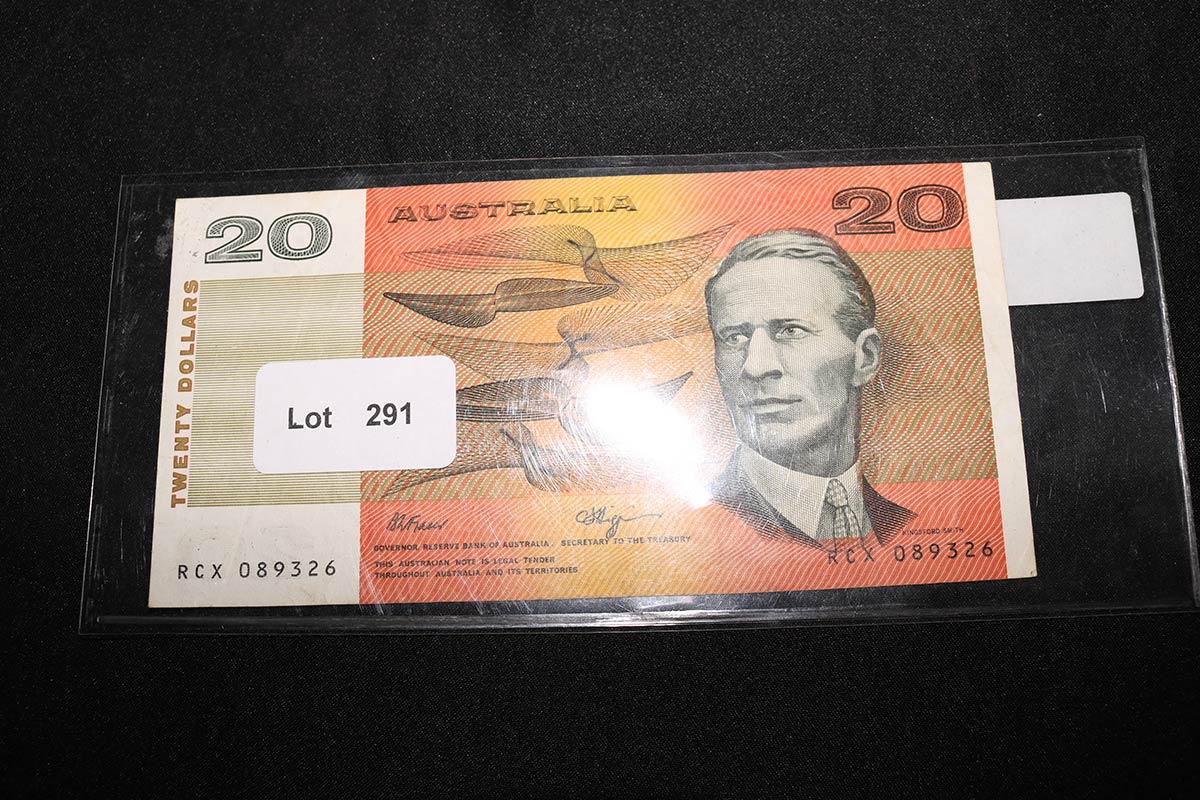 20
AUSTRALIA
20
TWENTY DOLLARS
Lot 291
GOVERNOR, RESERVE BANK OF AUSTRALIA. SECRETARY TO THE TREASURY
THIS AUSTRALIAN NOTE IS LEGAL TENDER
THROUGHOUT AUSTRALIA AND ITS TERRITORIES
KINGSFORD SMITH
RCX 089326
RCX 089326